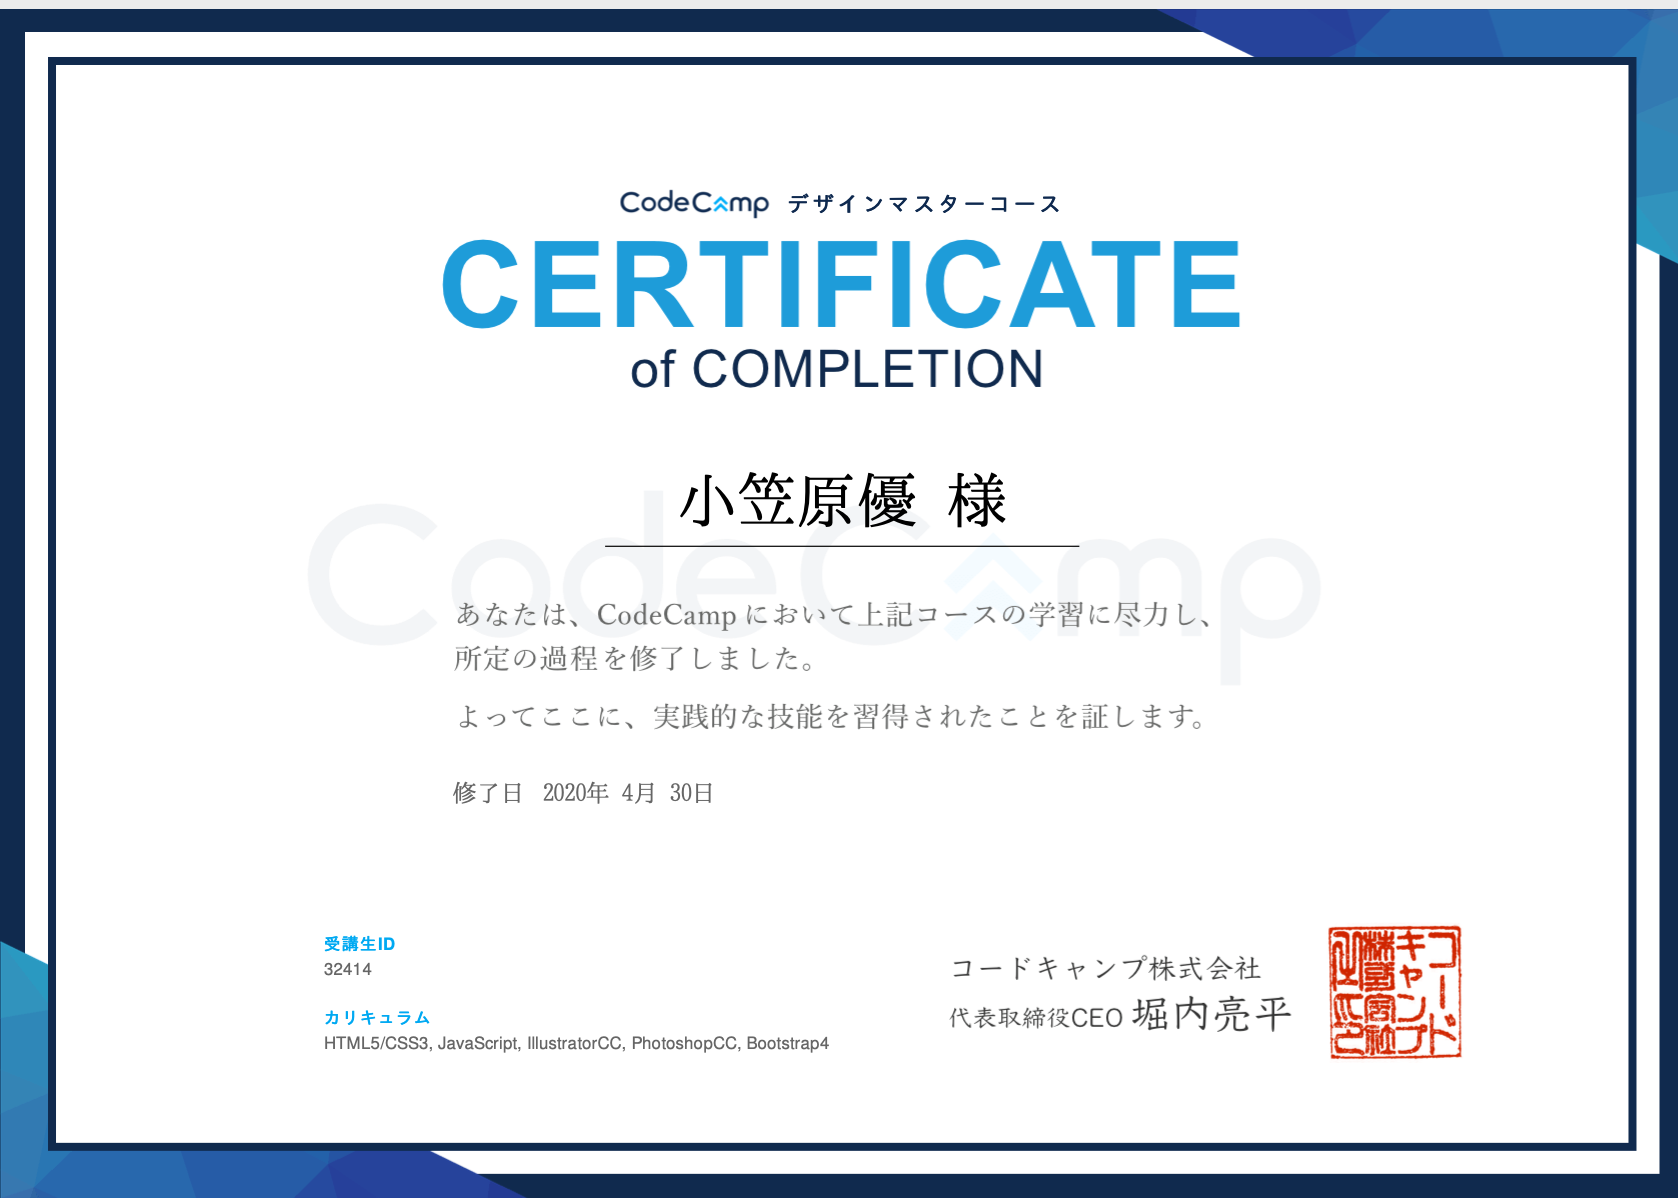 CodeCamp デザインマスターコース
CERTIFICATE
of COMPLETION
小笠原優 様
CodeCamp
あなたは、CodeCampにおいて上記コースの学習に尽力し、
所定の過程を修了しました。
よってここに、実践的な技能を習得されたことを証します。
修了日 2020年 4月 30日
受講生ID
32414
カリキュラム
HTML5/CSS3, JavaScript, IllustratorCC, PhotoshopCC, Bootstrap4
コードキャンプ株式会社
代表取締役CEO 堀内亮平
コード
キャンプ
株式会社